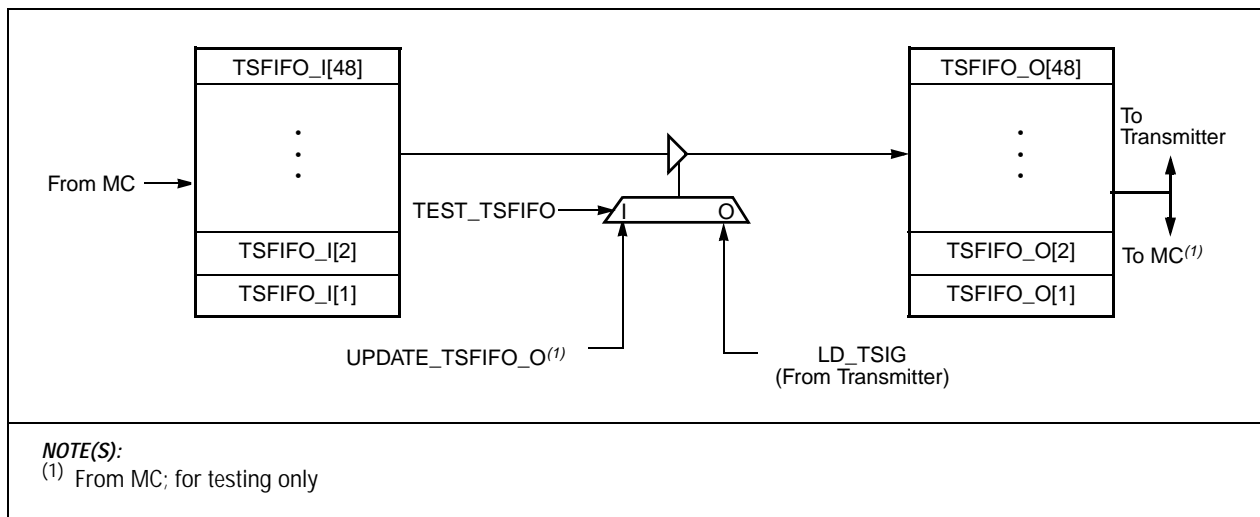 TSFIFO_I[48]
TSFIFO_O[48]
To
Transmitter
From MC
TEST_TSFIFO
I
O
TSFIFO_I[2]
TSFIFO_O[2]
To MC(1)
TSFIFO_I[1]
TSFIFO_O[1]
UPDATE_TSFIFO_O(1)
LD_TSIG
(From Transmitter)
NOTE(S):
(1) From MC; for testing only